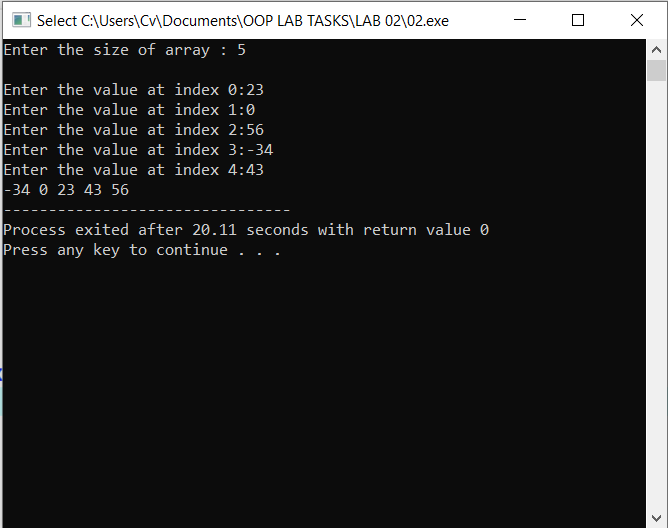 Select C:\Users\Cv\Documents\OOP LAB TASKS\LAB 02\02.exe
Enter the size of array : 5
Enter the value at index 0:23
Enter the value at index 1:0
Enter the value at index 2:56
Enter the value at index 3:-34
Enter the value at index 4:43
-34 0 23 43 56
--------------------------------
Process exited after 20.11 seconds with return value 0
Press any key to continue . . .